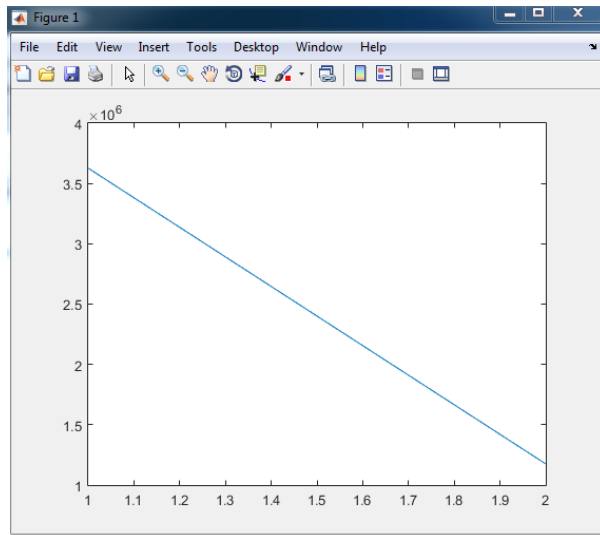 Figure 1
File Edit View Insert Tools Desktop Window Help
×10⁶
4
3.5
3
2.5
2
1.5
1
1 1.1 1.2 1.3 1.4 1.5 1.6 1.7 1.8 1.9 2